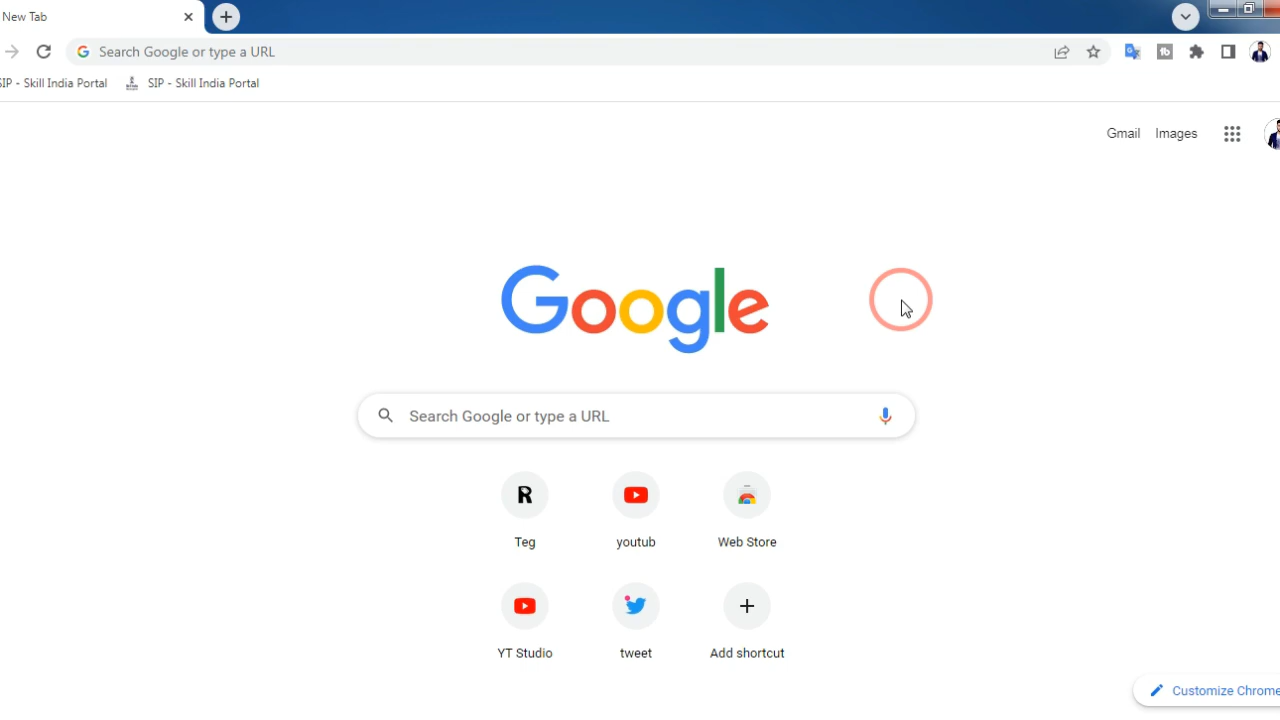 New Tab
Search Google or type a URL
SIP - Skill India Portal SIP - Skill India Portal
Gmail Images
Google
Search Google or type a URL
Teg youtub Web Store
YT Studio tweet Add shortcut
Customize Chrome